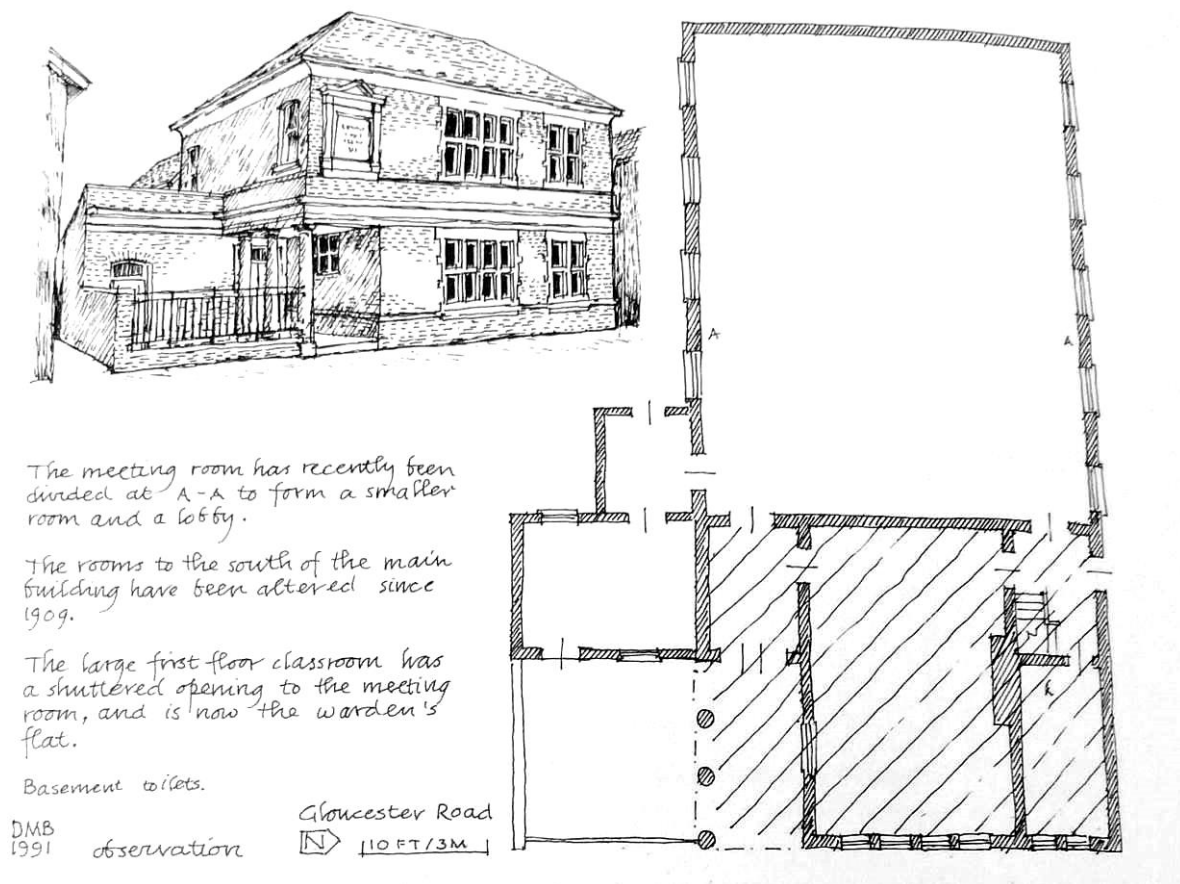 The meeting room has recently been
divided at A-A to form a smaller
room and a lobby.
The rooms to the south of the main
building have been altered since
1909.
The large first floor classroom has
a shuttered opening to the meeting
room, and is now the warden's
flat.
Basement toilets.
DMB
1991
observation
Gloucester Road
N
10 FT/3M
A
A
K